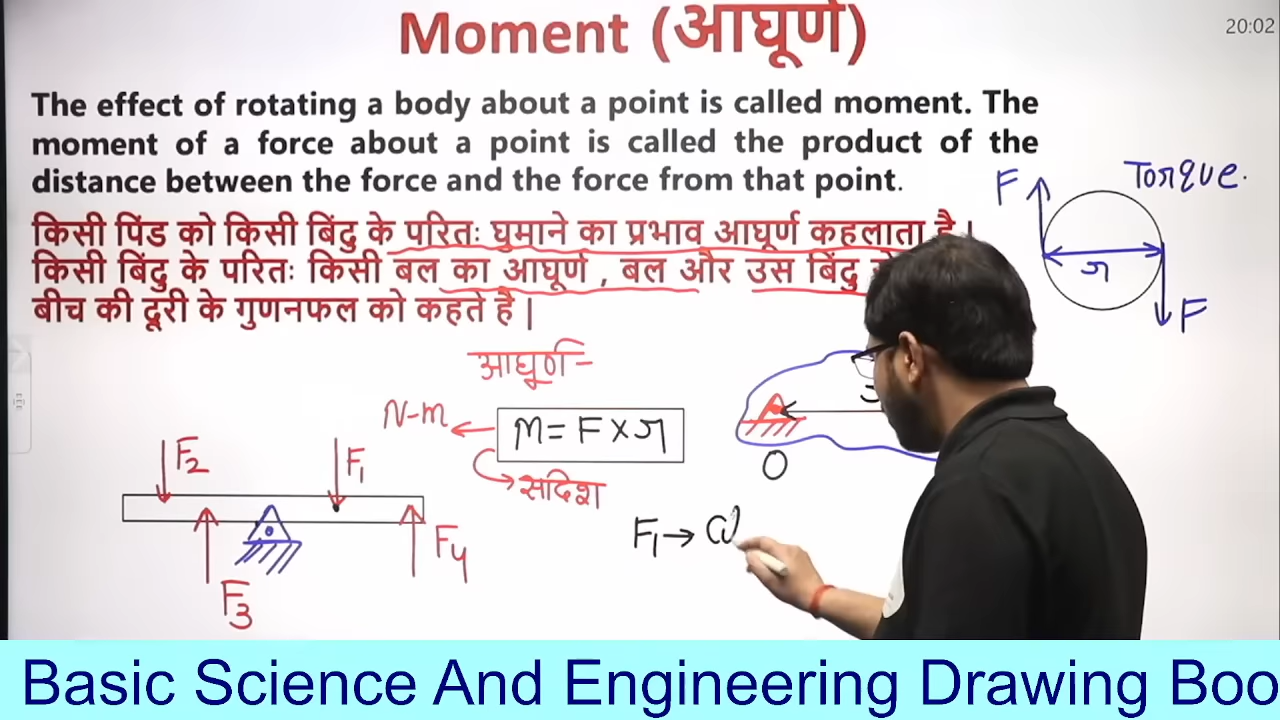 Moment (आघूर्ण)
20:02
The effect of rotating a body about a point is called moment. The
moment of a force about a point is called the product of the
distance between the force and the force from that point.
किसी पिंड को किसी बिंदु के परितः घुमाने का प्रभाव आघूर्ण कहलाता है।
किसी बिंदु के परितः किसी बल का आघूर्ण , बल और उस बिंदु
बीच की दूरी के गुणनफल को कहते हैं |
Torque.
F
r
F
आघूर्ण
N-m
M = F × r
सदिश
F2
F1
F3
F4
O
O
F1 →
Basic Science And Engineering Drawing Boo